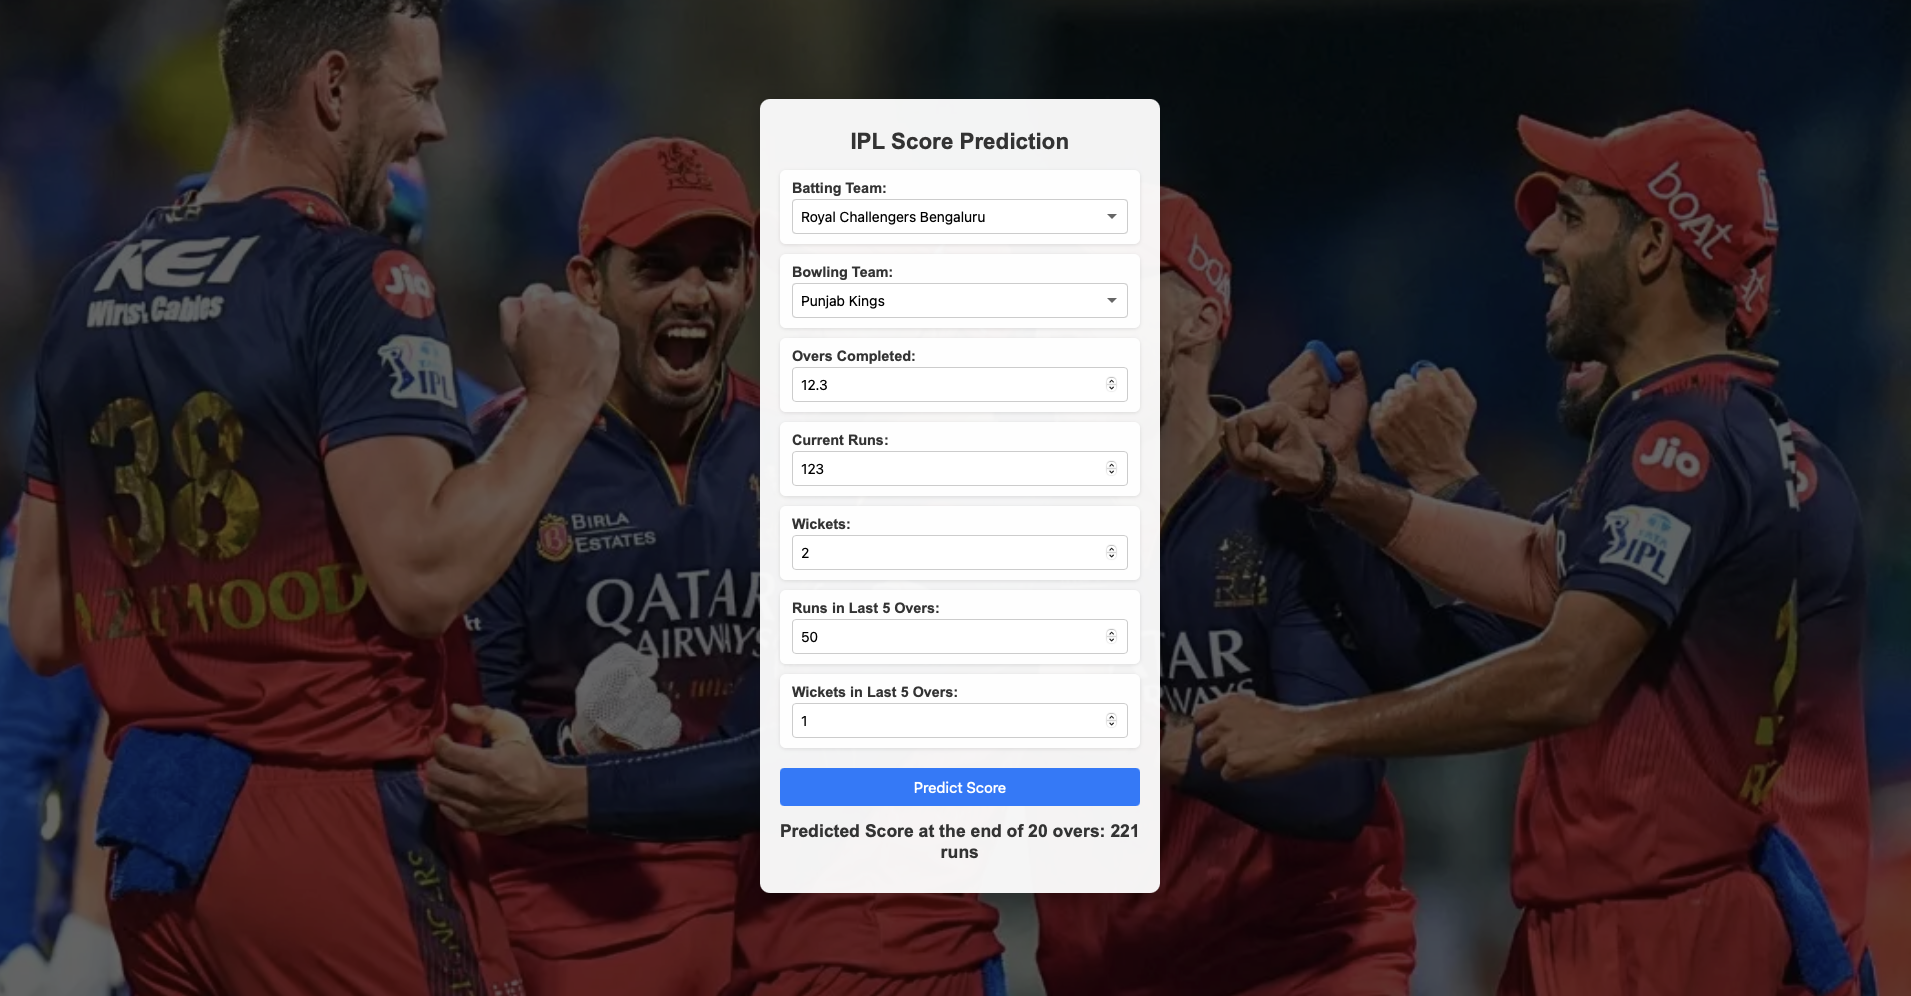 IPL Score Prediction
Batting Team:
Royal Challengers Bengaluru
Bowling Team:
Punjab Kings
Overs Completed:
12.3
Current Runs:
123
Wickets:
2
Runs in Last 5 Overs:
50
Wickets in Last 5 Overs:
1
Predict Score
Predicted Score at the end of 20 overs: 221
runs
KEI
Wires & Cables
Jio
IPL
38
BIRLA
ESTATES
QATAR
AIRWAYS
boAt
Jio
IPL
RCB